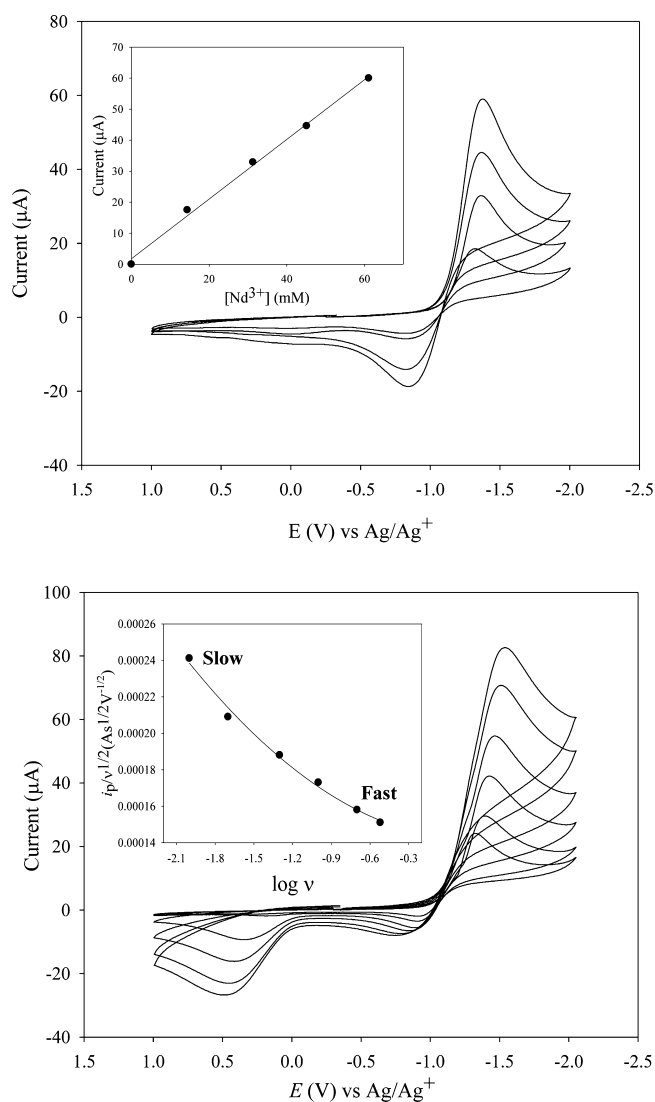 80
60
40
20
0
-20
-40
Current (μA)
1.5 1.0 0.5 0.0 -0.5 -1.0 -1.5 -2.0 -2.5
E (V) vs Ag/Ag⁺
70
60
50
40
30
20
10
0
Current (μA)
0 20 40 60
[Nd³⁺] (mM)
100
80
60
40
20
0
-20
-40
Current (μA)
1.5 1.0 0.5 0.0 -0.5 -1.0 -1.5 -2.0 -2.5
E (V) vs Ag/Ag⁺
0.00026
0.00024
0.00022
0.00020
0.00018
0.00016
0.00014
ip/ν^1/2(As^1/2V^-1/2)
Slow
Fast
-2.1 -1.8 -1.5 -1.2 -0.9 -0.6 -0.3
log ν